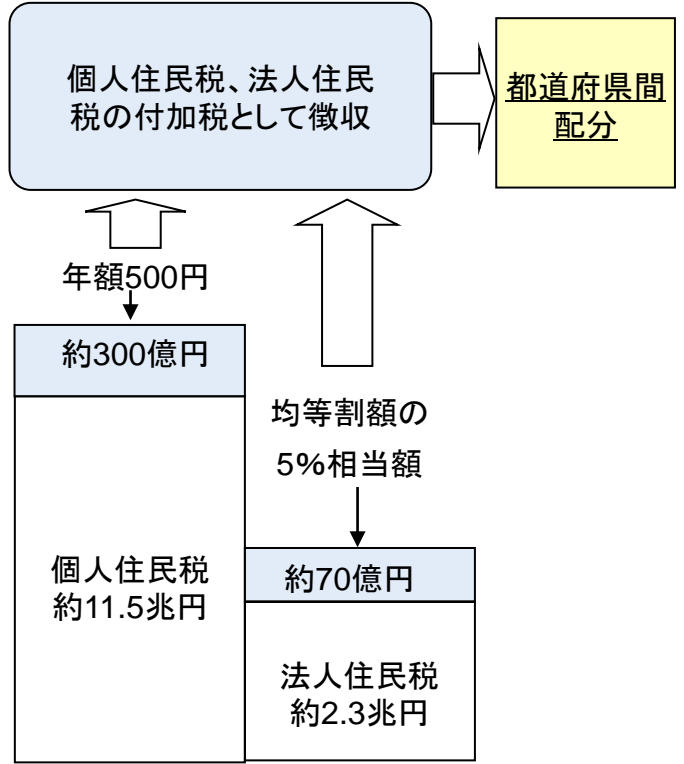 個人住民税、法人住民
税の付加税として徴収
都道府県間
配分
年額500円
約300億円
個人住民税
約11.5兆円
均等割額の
5%相当額
約70億円
法人住民税
約2.3兆円